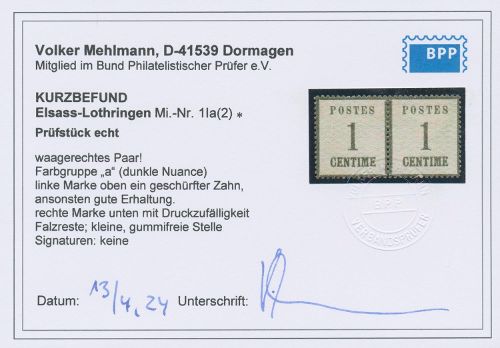 Volker Mehlmann, D-41539 Dormagen
Mitglied im Bund Philatelistischer Prüfer e.V.
BPP
KURZBEFUND
Elsass-Lothringen Mi.-Nr. 1Ia(2) *
Prüfstück echt
POSTES POSTES
1 1
CENTIME CENTIME
waagerechtes Paar!
Farbgruppe „a“ (dunkle Nuance)
linke Marke oben ein geschürfter Zahn,
ansonsten gute Erhaltung.
rechte Marke unten mit Druckzufälligkeit
Falzreste; kleine, gummifreie Stelle
Signaturen: keine
BPP
VERBANDSPRÜFER
Datum: 13/4, 24 Unterschrift: